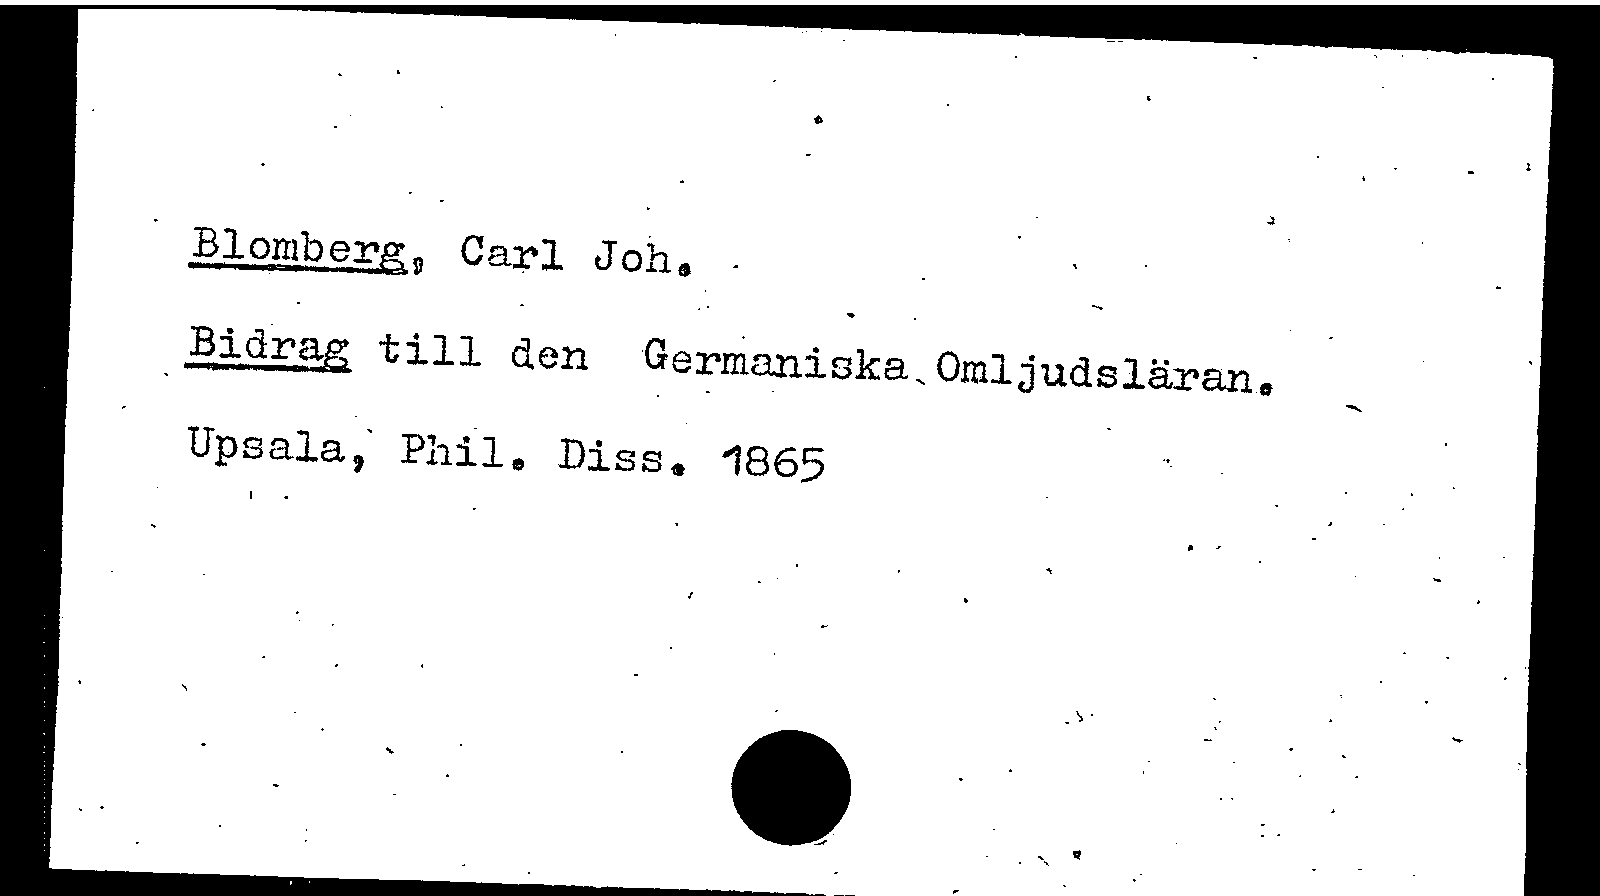 Blomberg, Carl Joh.
Bidrag till den Germaniska Omljudsläran.
Upsala, Phil. Diss. 1865